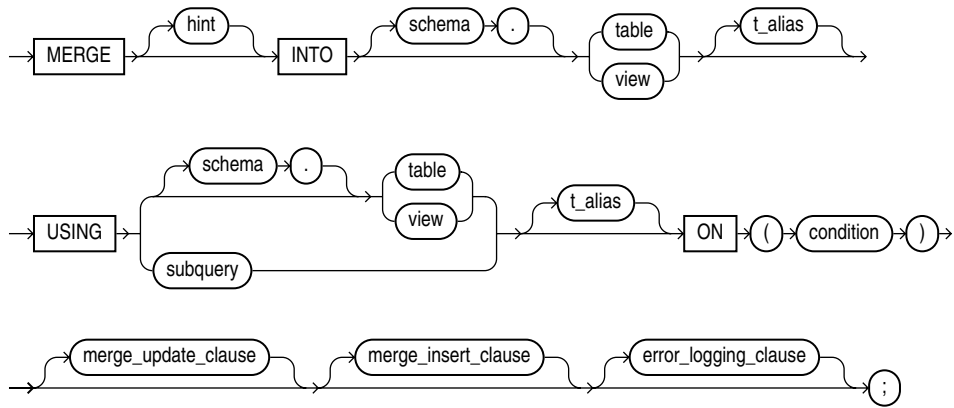 hint schema . table t_alias
MERGE INTO view
schema . table
USING view t_alias ON ( condition )
subquery
merge_update_clause merge_insert_clause error_logging_clause
;